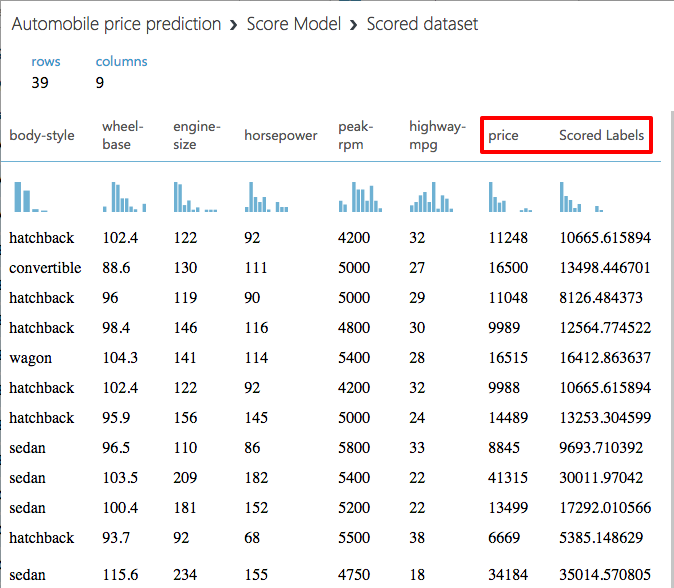 Automobile price prediction › Score Model › Scored dataset
rows columns
39 9
body-style wheel-base engine-size horsepower peak-rpm highway-mpg price Scored Labels
hatchback 102.4 122 92 4200 32 11248 10665.615894
convertible 88.6 130 111 5000 27 16500 13498.446701
hatchback 96 119 90 5000 29 11048 8126.484373
hatchback 98.4 146 116 4800 30 9989 12564.774522
wagon 104.3 141 114 5400 28 16515 16412.863637
hatchback 102.4 122 92 4200 32 9988 10665.615894
hatchback 95.9 156 145 5000 24 14489 13253.304599
sedan 96.5 110 86 5800 33 8845 9693.710392
sedan 103.5 209 182 5400 22 41315 30011.97042
sedan 100.4 181 152 5200 22 13499 17292.010566
hatchback 93.7 92 68 5500 38 6669 5385.148629
sedan 115.6 234 155 4750 18 34184 35014.570805